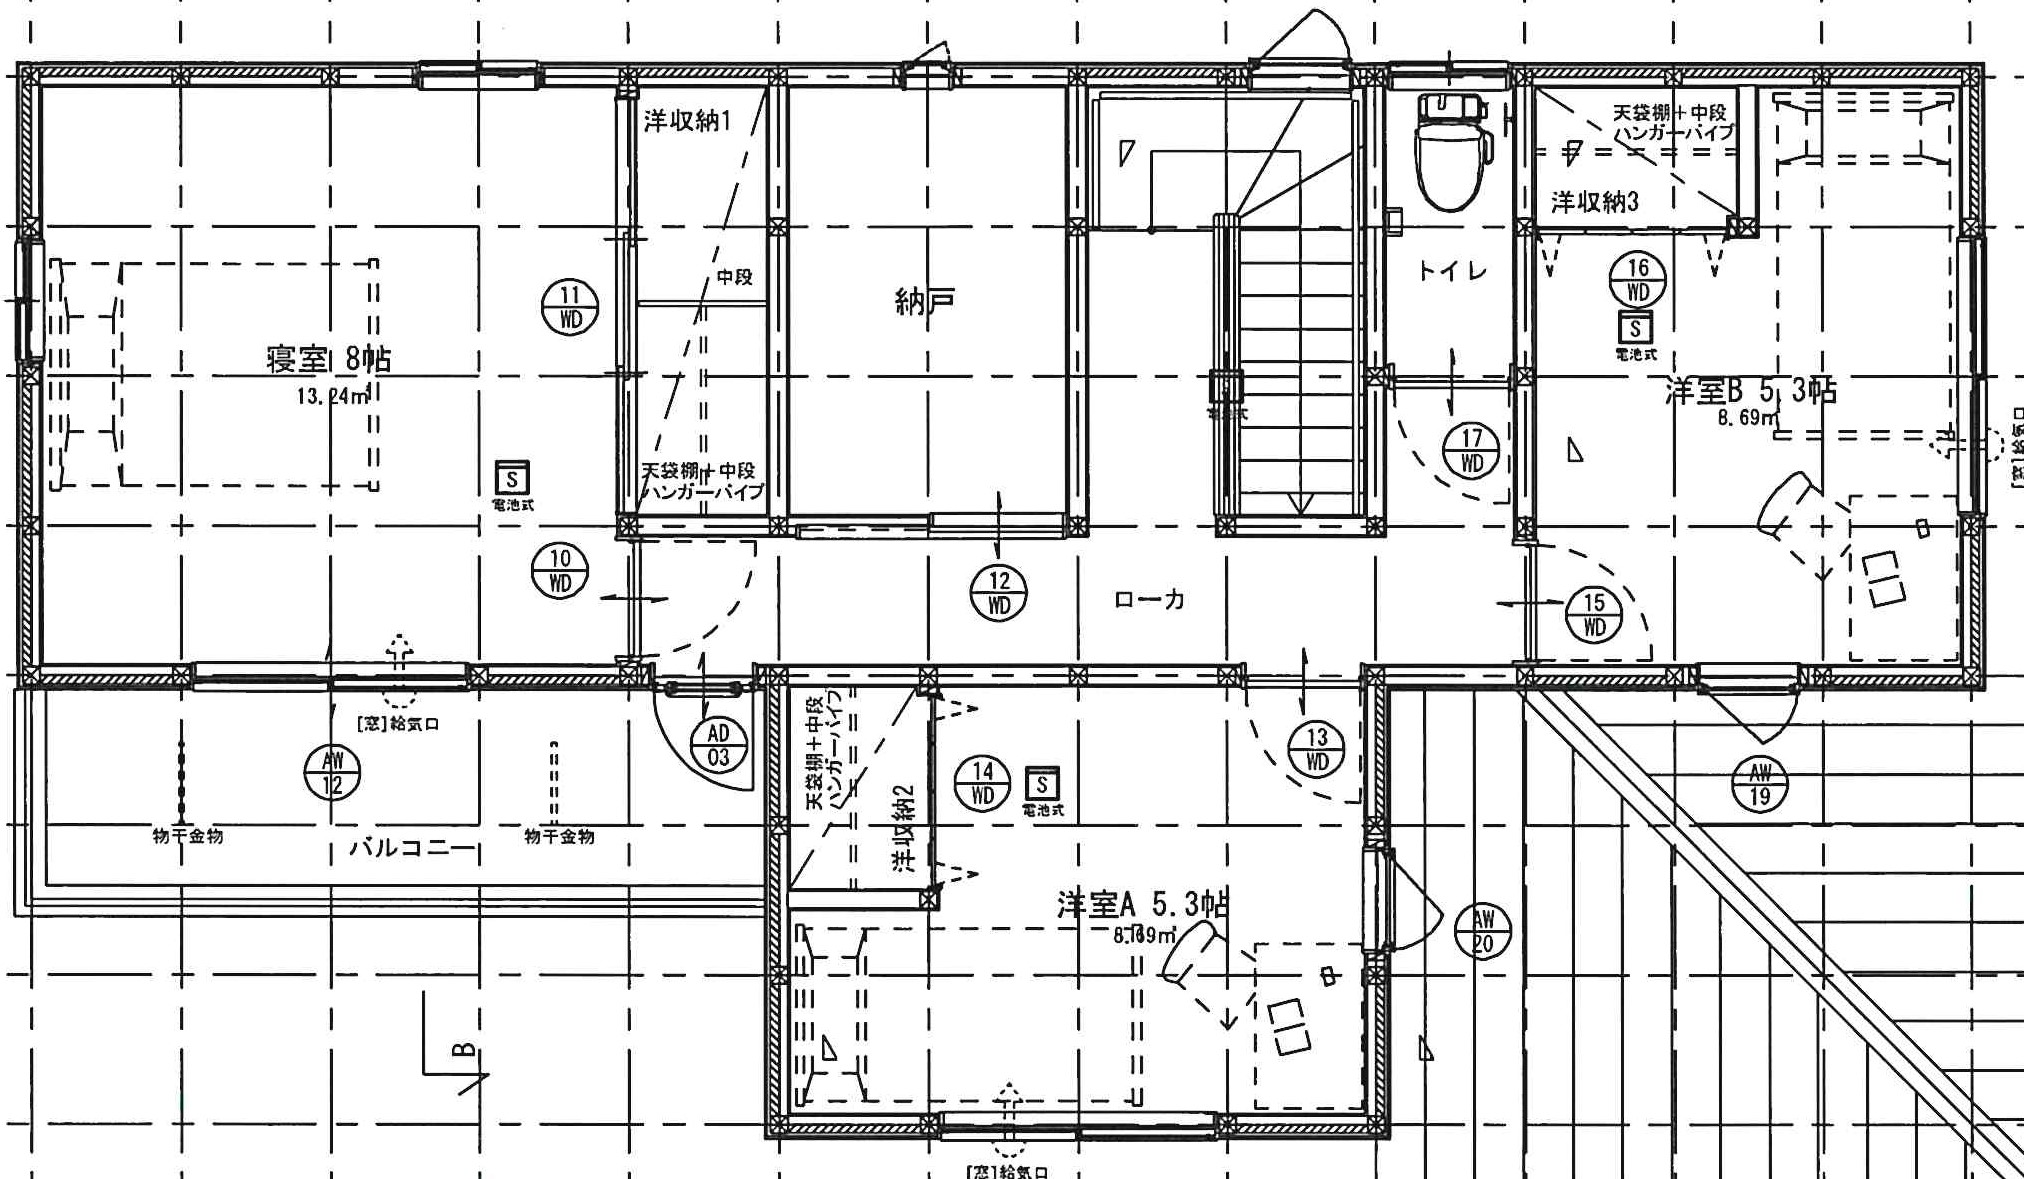 洋収納1
天袋棚+中段
ハンガーパイプ
洋収納3
中段
11
WD
納戸
トイレ
16
WD
S
電池式
寝室 8帖
13.24㎡
洋室B 5.3帖
8.69㎡
17
WD
天袋棚+中段
ハンガーパイプ
S
電池式
[窓]給気口
10
WD
12
WD
ローカ
15
WD
[窓]給気口
AW
12
AD
03
天袋棚+中段
ハンガーパイプ
洋収納2
14
WD
S
電池式
13
WD
AW
19
物干金物
バルコニー
物干金物
洋室A 5.3帖
8.69㎡
AW
20
B
[窓]給気口